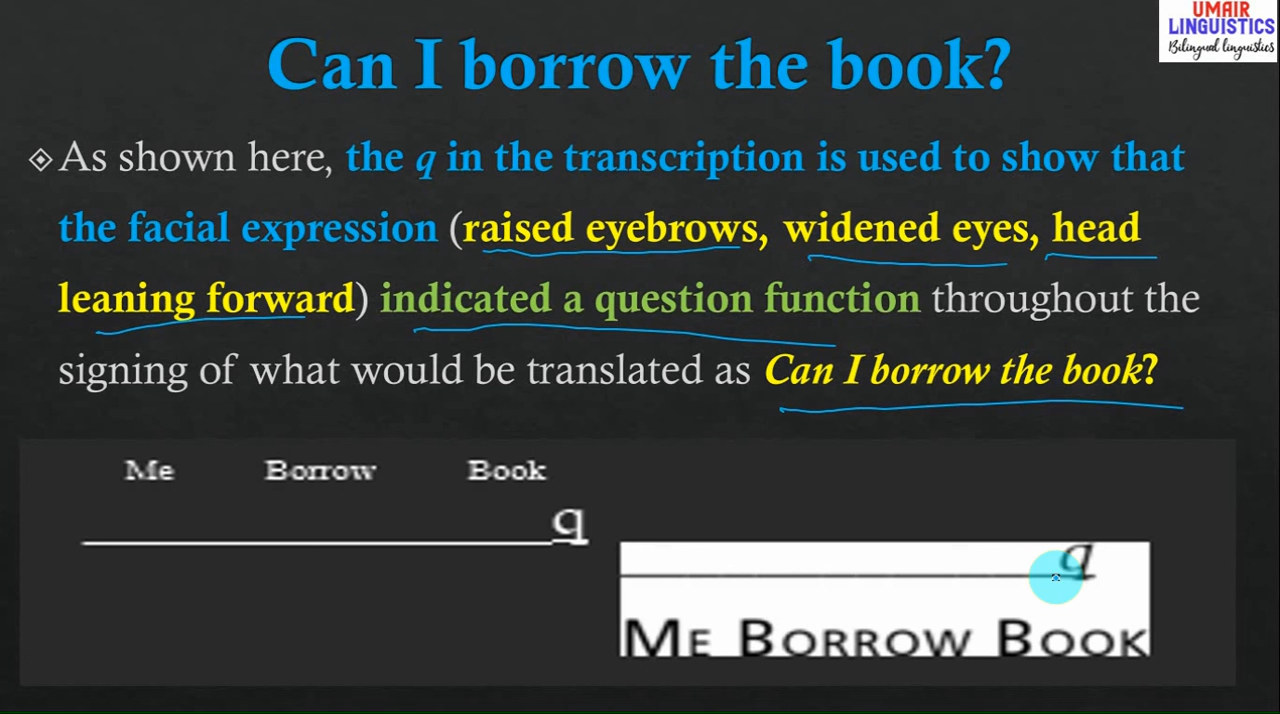 UMAIR
LINGUISTICS
Bilingual linguistics
Can I borrow the book?
As shown here, the q in the transcription is used to show that
the facial expression (raised eyebrows, widened eyes, head
leaning forward) indicated a question function throughout the
signing of what would be translated as Can I borrow the book?
Me Borrow Book
q
q
ME BORROW BOOK